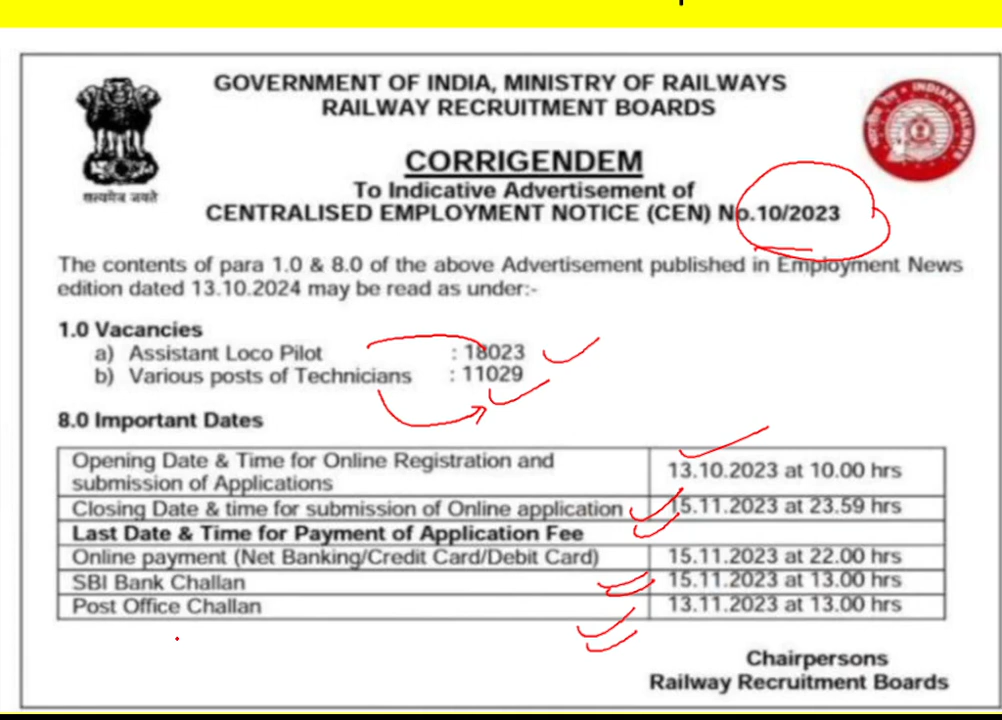 GOVERNMENT OF INDIA, MINISTRY OF RAILWAYS
RAILWAY RECRUITMENT BOARDS
सत्यमेव जयते
INDIAN RAILWAYS
CORRIGENDEM
To Indicative Advertisement of
CENTRALISED EMPLOYMENT NOTICE (CEN) No.10/2023
The contents of para 1.0 & 8.0 of the above Advertisement published in Employment News
edition dated 13.10.2024 may be read as under:-
1.0 Vacancies
a) Assistant Loco Pilot : 18023
b) Various posts of Technicians : 11029
8.0 Important Dates
Opening Date & Time for Online Registration and
submission of Applications 13.10.2023 at 10.00 hrs
Closing Date & time for submission of Online application 15.11.2023 at 23.59 hrs
Last Date & Time for Payment of Application Fee
Online payment (Net Banking/Credit Card/Debit Card) 15.11.2023 at 22.00 hrs
SBI Bank Challan 15.11.2023 at 13.00 hrs
Post Office Challan 13.11.2023 at 13.00 hrs
Chairpersons
Railway Recruitment Boards